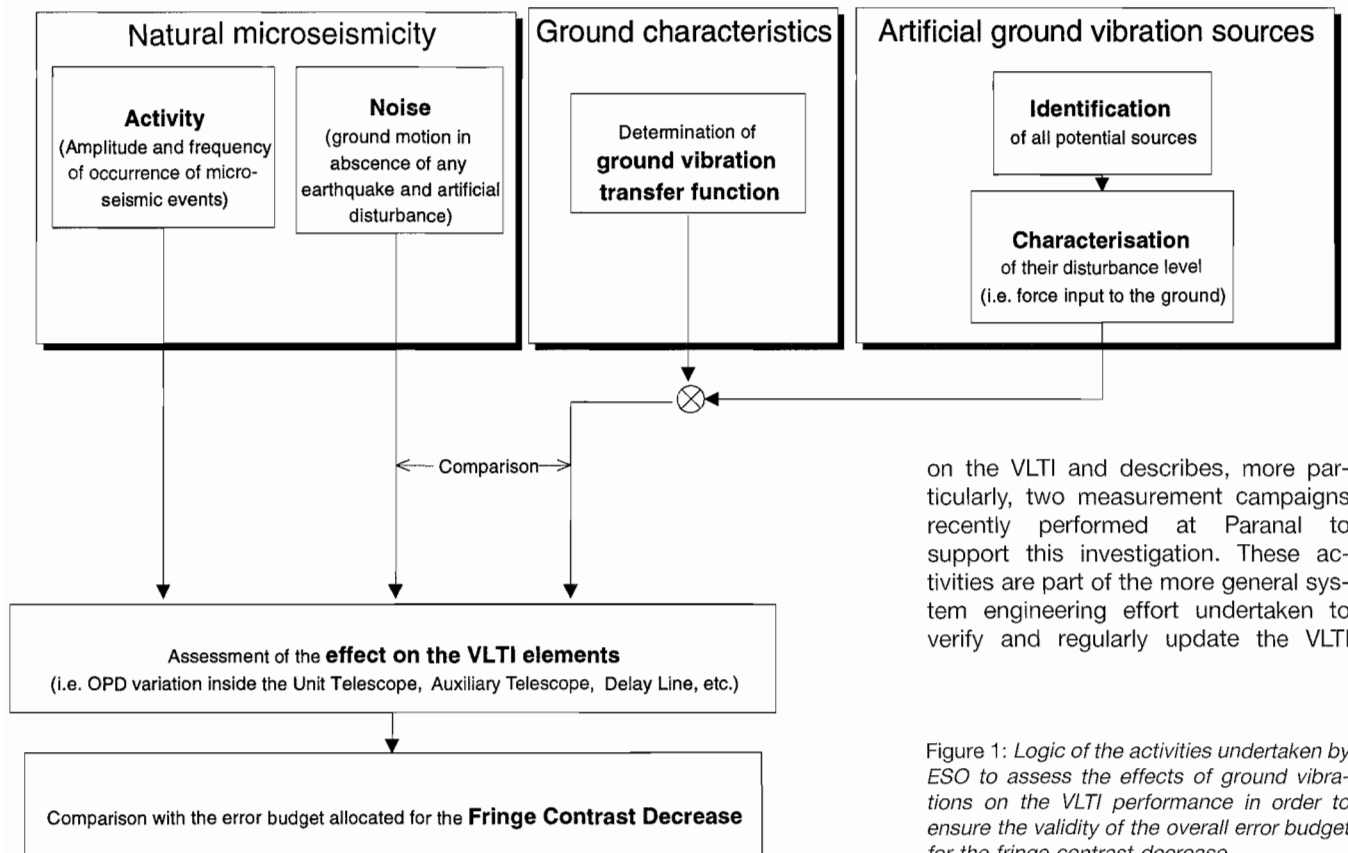 Natural microseismicity
Activity
(Amplitude and frequency
of occurrence of micro-
seismic events)
Noise
(ground motion in
abscence of any
earthquake and artificial
disturbance)
Ground characteristics
Determination of
ground vibration
transfer function
Artificial ground vibration sources
Identification
of all potential sources
Characterisation
of their disturbance level
(i.e. force input to the ground)
Comparison
Assessment of the effect on the VLTI elements
(i.e. OPD variation inside the Unit Telescope, Auxiliary Telescope, Delay Line, etc.)
Comparison with the error budget allocated for the Fringe Contrast Decrease
on the VLTI and describes, more par-
ticularly, two measurement campaigns
recently performed at Paranal to
support this investigation. These ac-
tivities are part of the more general sys-
tem engineering effort undertaken to
verify and regularly update the VLTI
Figure 1: Logic of the activities undertaken by
ESO to assess the effects of ground vibra-
tions on the VLTI performance in order to
ensure the validity of the overall error budget
for the fringe contrast decrease.